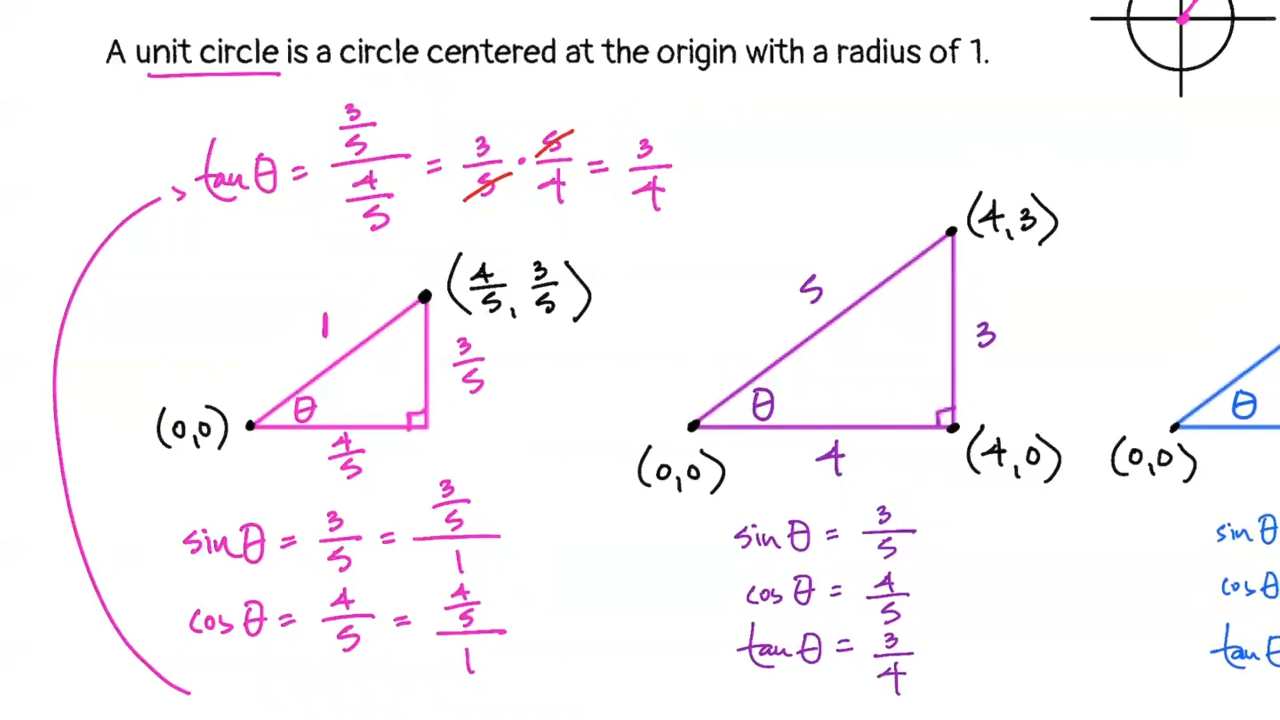 A unit circle is a circle centered at the origin with a radius of 1.
tan θ = (3/5)/(4/5) = 3/5 · 5/4 = 3/4
(4/5, 3/5)
1
3/5
θ
(0,0)
4/5
sin θ = 3/5 = (3/5)/1
cos θ = 4/5 = (4/5)/1
(4,3)
5
3
θ
(0,0)
4
(4,0)
sin θ = 3/5
cos θ = 4/5
tan θ = 3/4
θ
(0,0)
sin θ
cos θ
tan θ